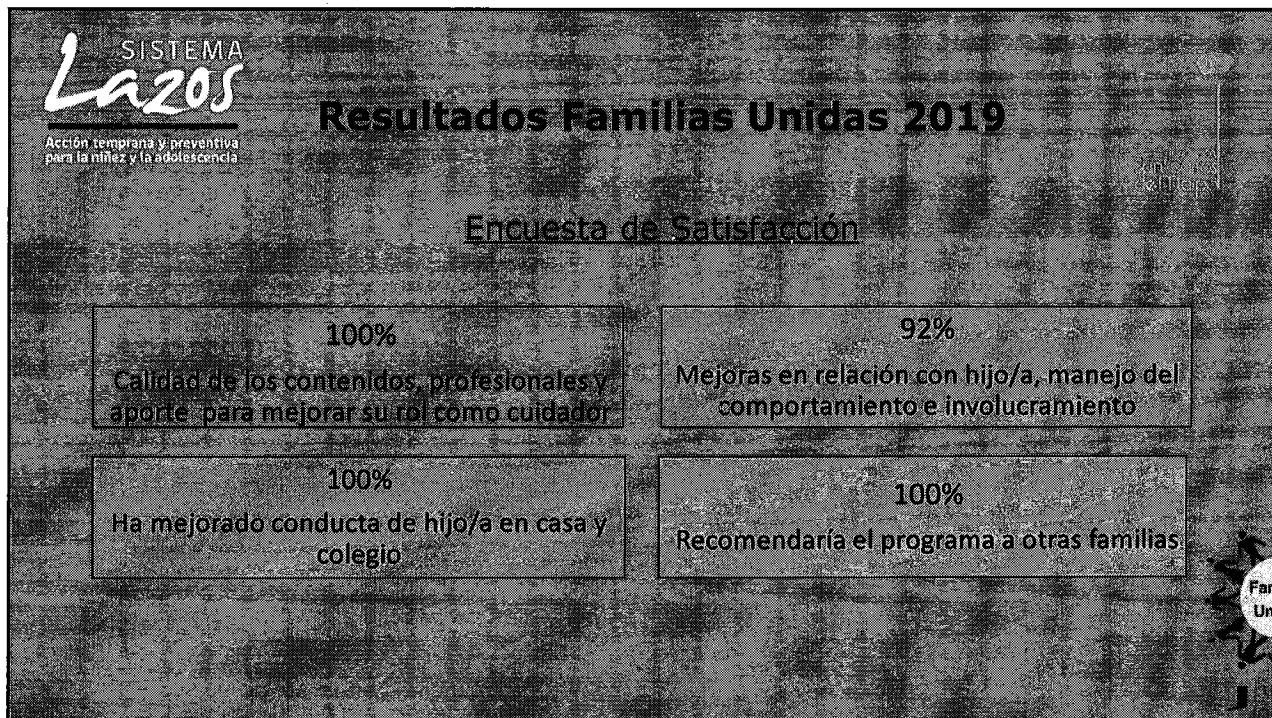 SISTEMA
Lazos
Acción temprana y preventiva
para la niñez y la adolescencia
Resultados Familias Unidas 2019
Encuesta de Satisfacción
100%
Calidad de los contenidos, profesionales y
aporte para mejorar su rol como cuidador
92%
Mejoras en relación con hijo/a, manejo del
comportamiento e involucramiento
100%
Ha mejorado conducta de hijo/a en casa y
colegio
100%
Recomendaría el programa a otras familias